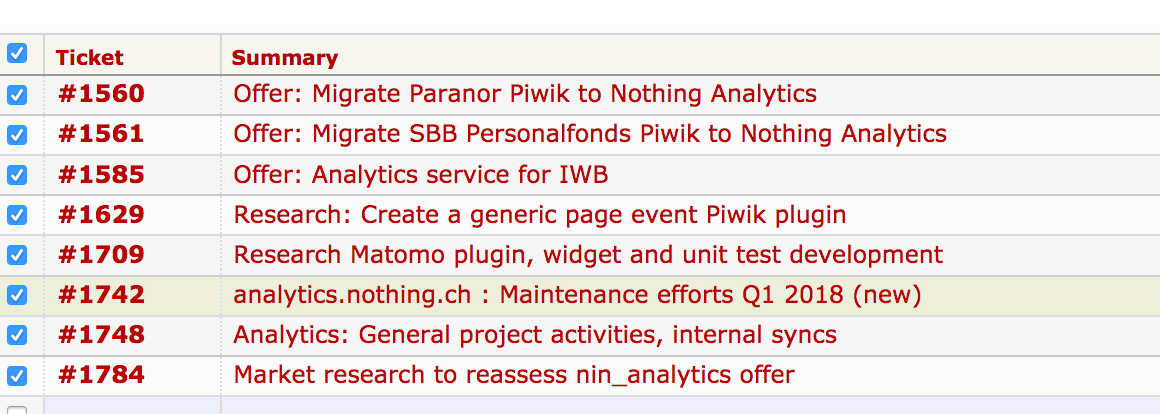 Ticket Summary
#1560 Offer: Migrate Paranor Piwik to Nothing Analytics
#1561 Offer: Migrate SBB Personalfonds Piwik to Nothing Analytics
#1585 Offer: Analytics service for IWB
#1629 Research: Create a generic page event Piwik plugin
#1709 Research Matomo plugin, widget and unit test development
#1742 analytics.nothing.ch : Maintenance efforts Q1 2018 (new)
#1748 Analytics: General project activities, internal syncs
#1784 Market research to reassess nin_analytics offer